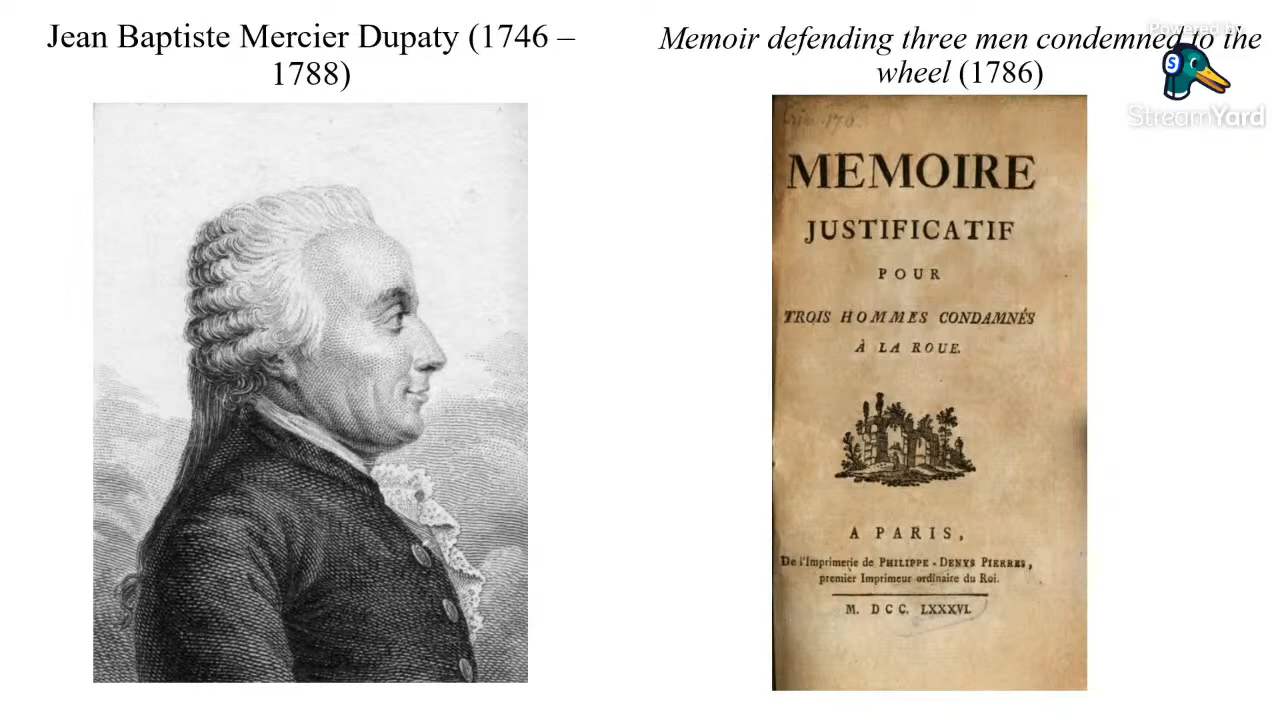 Jean Baptiste Mercier Dupaty (1746 –
1788)
Memoir defending three men condemned to the
wheel (1786)
Powered by
S
StreamYard
MEMOIRE
JUSTIFICATIF
POUR
TROIS HOMMES CONDAMNÉS
À LA ROUE.
A PARIS,
De l'Imprimerie de PHILIPPE-DENYS PIERRES,
premier Imprimeur ordinaire du Roi.
M. DCC. LXXXVI.